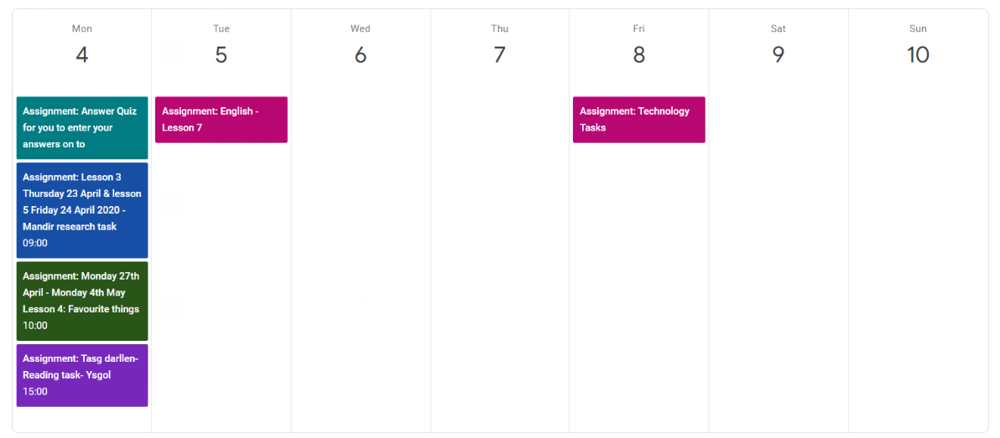 Mon
4
Tue
5
Wed
6
Thu
7
Fri
8
Sat
9
Sun
10
Assignment: Answer Quiz
for you to enter your
answers on to
Assignment: Lesson 3
Thursday 23 April & lesson
5 Friday 24 April 2020 -
Mandir research task
09:00
Assignment: Monday 27th
April - Monday 4th May
Lesson 4: Favourite things
10:00
Assignment: Tasg darllen-
Reading task- Ysgol
15:00
Assignment: English -
Lesson 7
Assignment: Technology
Tasks